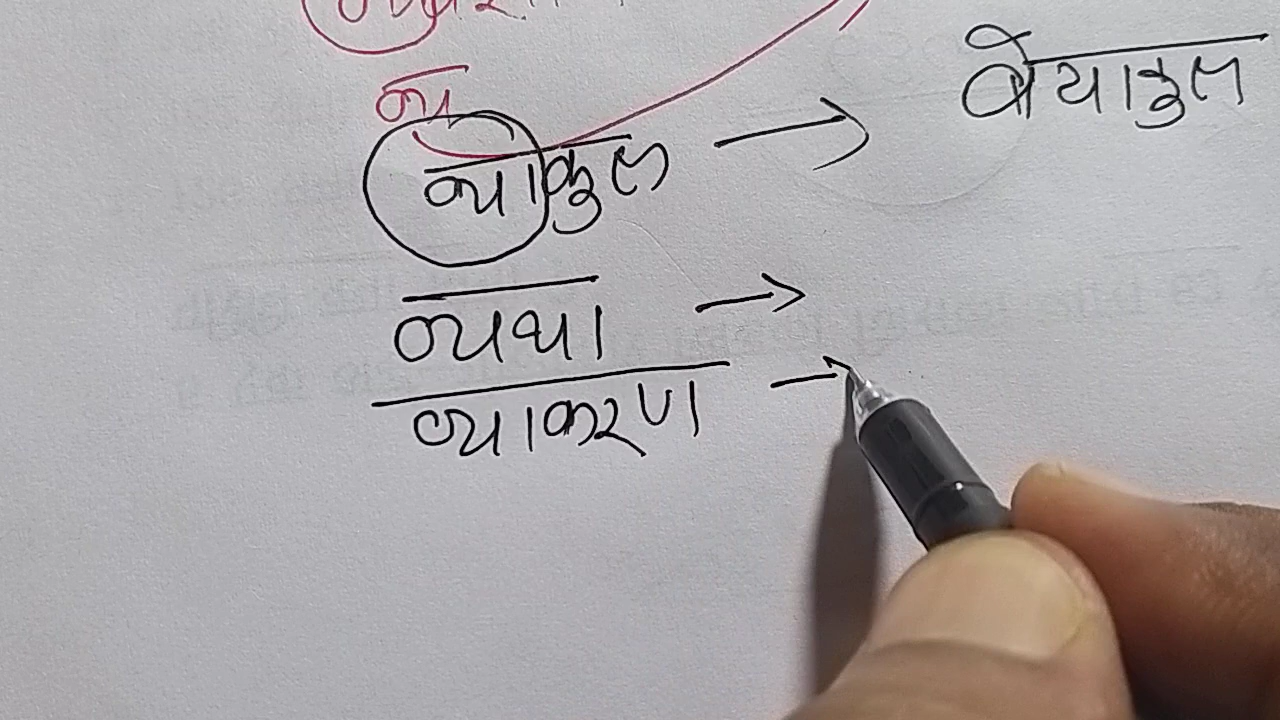 व्य
व्याकुल → बेयाकुल
व्यथा →
व्याकरण →